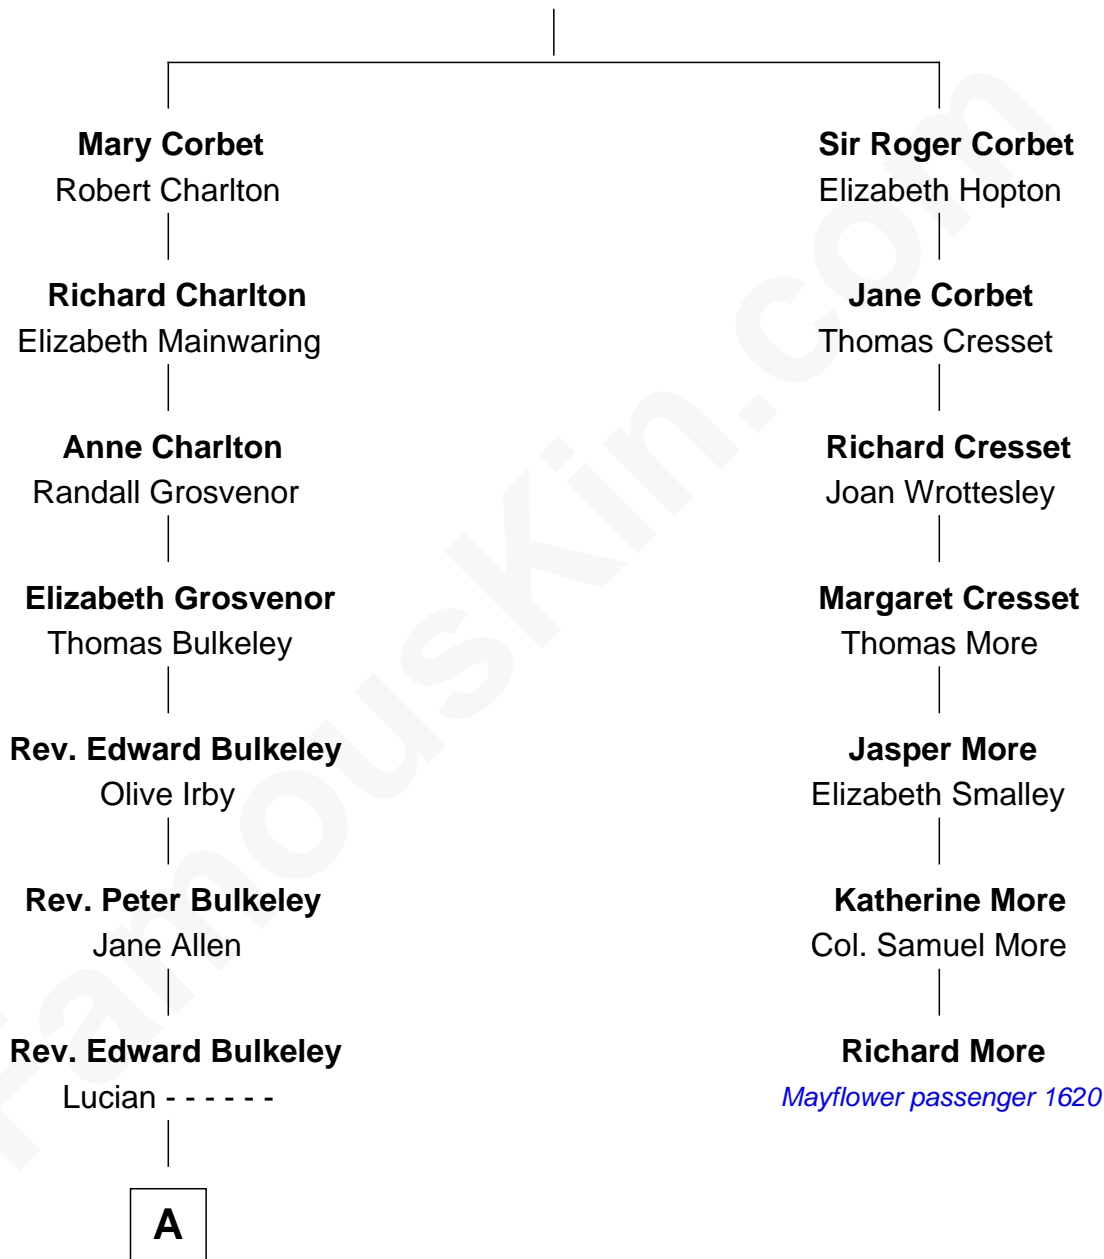 Mary Corbet
Robert Charlton
Richard Charlton
Elizabeth Mainwaring
Anne Charlton
Randall Grosvenor
Elizabeth Grosvenor
Thomas Bulkeley
Rev. Edward Bulkeley
Olive Irby
Rev. Peter Bulkeley
Jane Allen
Rev. Edward Bulkeley
Lucian - - - - - -
A
Sir Roger Corbet
Elizabeth Hopton
Jane Corbet
Thomas Cresset
Richard Cresset
Joan Wrottesley
Margaret Cresset
Thomas More
Jasper More
Elizabeth Smalley
Katherine More
Col. Samuel More
Richard More
Mayflower passenger 1620
FamousKin.com